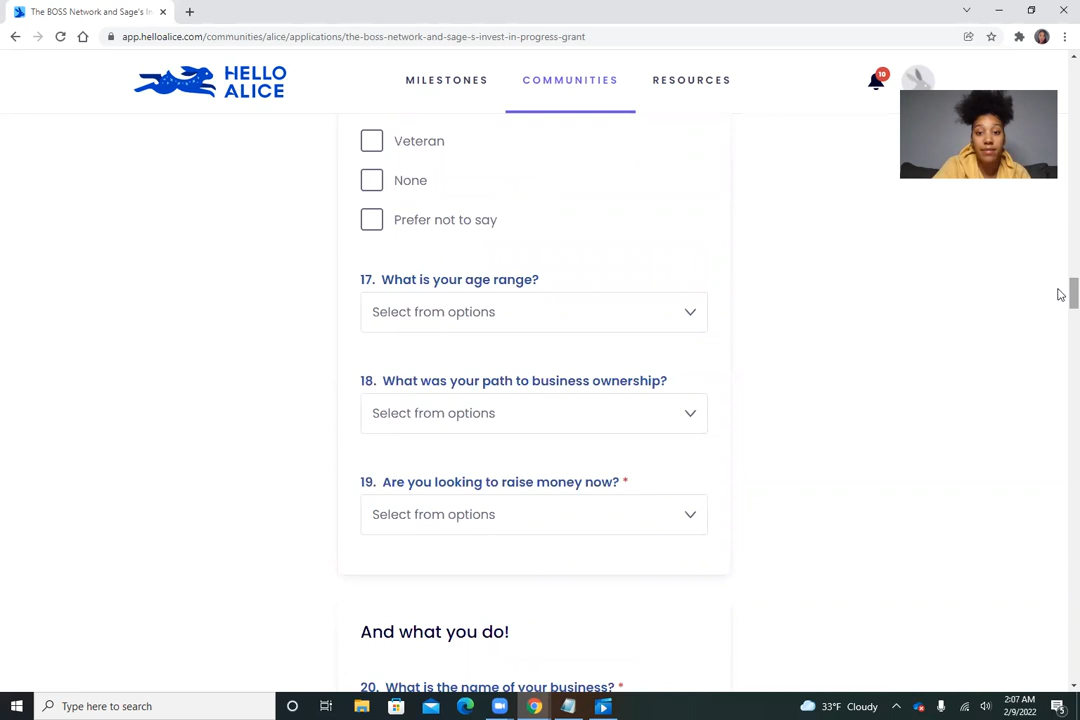 The BOSS Network and Sage's In
app.helloalice.com/communities/alice/applications/the-boss-network-and-sage-s-invest-in-progress-grant
HELLO
ALICE
MILESTONES
COMMUNITIES
RESOURCES
10
Veteran
None
Prefer not to say
17. What is your age range?
Select from options
18. What was your path to business ownership?
Select from options
19. Are you looking to raise money now? *
Select from options
And what you do!
20. What is the name of your business? *
Type here to search
33°F Cloudy
2:07 AM
2/9/2022
5